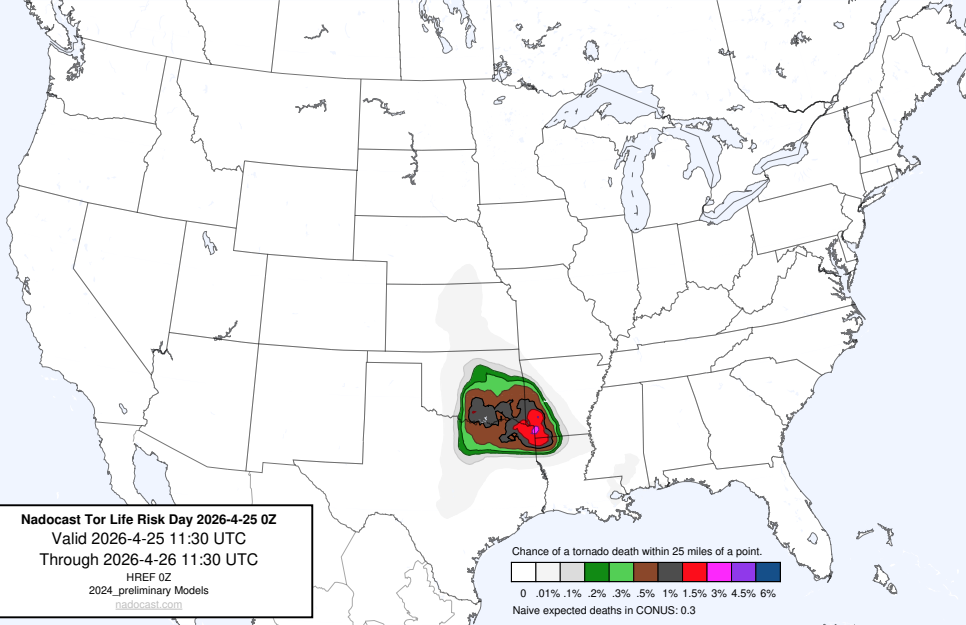 Nadocast Tor Life Risk Day 2026-4-25 0Z
Valid 2026-4-25 11:30 UTC
Through 2026-4-26 11:30 UTC
HREF 0Z
2024_preliminary Models
nadocast.com
Chance of a tornado death within 25 miles of a point.
0 .01% .1% .2% .3% .5% 1% 1.5% 3% 4.5% 6%
Naive expected deaths in CONUS: 0.3